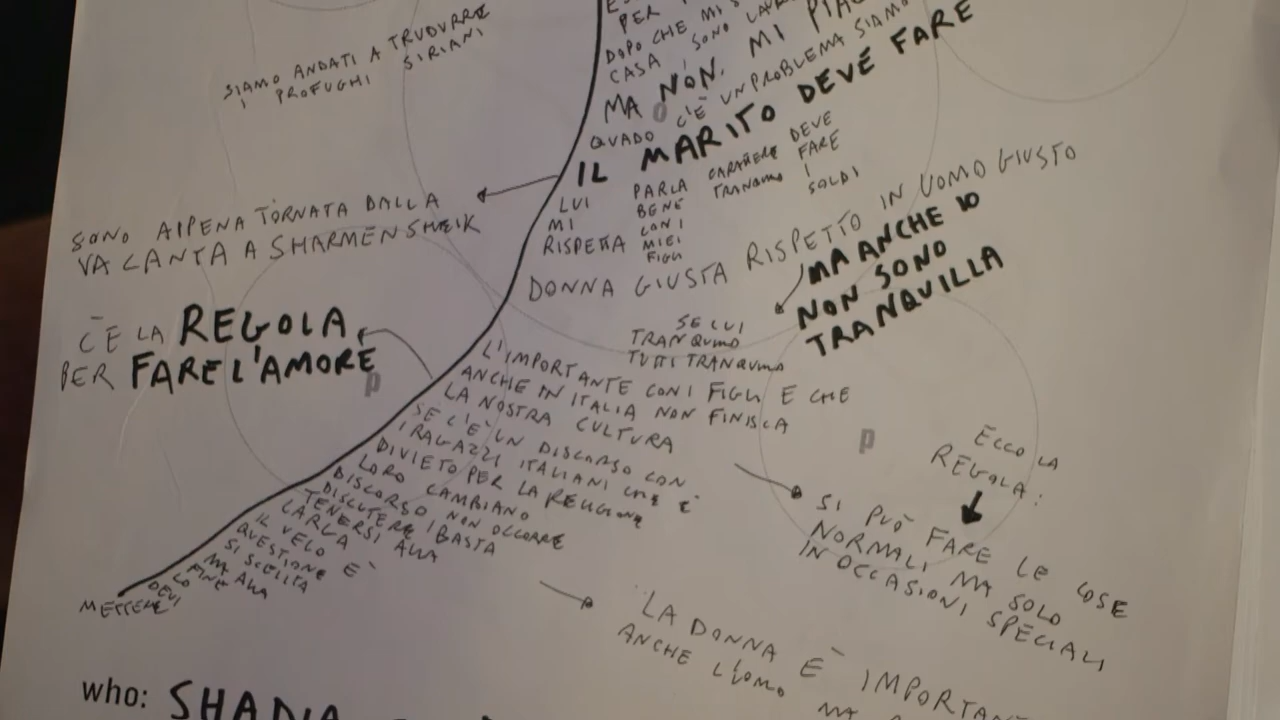 SIAMO ANDATI A TRUDURRE
I PROFUGHI SIRIANI
PER
DOPO CHE MI
CASA SONO
MA NON. MI
QUADO C'È UN PROBLEMA SIAMO
IL MARITO DEVE FARE
LUI
MI
RISPETTA
PARLA
BENE
CON I
MIEI
FIGLI
CARATTERE
TRANQUILLO
DEVE
FARE
I
SOLDI
DONNA GIUSTA RISPETTO IN UOMO GIUSTO
MA ANCHE IO
NON SONO
TRANQUILLA
SE LUI
TRANQUILLO
TUTTI TRANQUILLI
SONO APPENA TORNATA DALLA
VACANTA A SHARMENSHEIK
C'È LA REGOLA
PER FARE L'AMORE
L'IMPORTANTE CON I FIGLI È CHE
ANCHE IN ITALIA NON FINISCA
LA NOSTRA CULTURA
SE C'È UN DISCORSO CON
I RAGAZZI ITALIANI CHE È
DIVIETO PER LA RELIGIONE
LORO CAMBIANO
DISCORSO NON OCCORRE
DISCUTERE BASTA
TENERSI ALLA
LARGA
IL VELO È
QUESTIONE
SI SCELTA
MA ALLA
FINE
LO
DEVI
METTERE
ECCO LA
REGOLA:
SI PUÒ FARE LE COSE
NORMALI MA SOLO
IN OCCASIONI SPECIALI
LA DONNA È IMPORTANTE
ANCHE L'UOMO MA
who: SHADIA
p
p